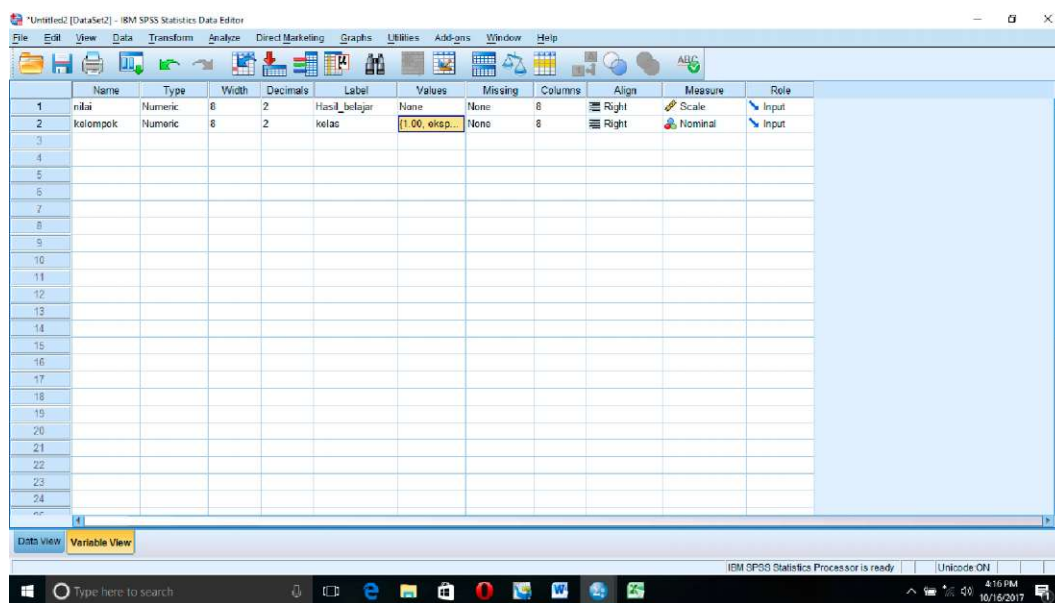 *Untitled2 [DataSet2] - IBM SPSS Statistics Data Editor
File Edit View Data Transform Analyze Direct Marketing Graphs Utilities Add-ons Window Help
Name Type Width Decimals Label Values Missing Columns Align Measure Role
1 nilai Numeric 8 2 Hasil_belajar None None 8 Right Scale Input
2 kelompok Numeric 8 2 kelas {1.00, eksp... None 8 Right Nominal Input
3
4
5
6
7
8
9
10
11
12
13
14
15
16
17
18
19
20
21
22
23
24
Data View Variable View
IBM SPSS Statistics Processor is ready Unicode:ON
Type here to search 4:16 PM
10/16/2017